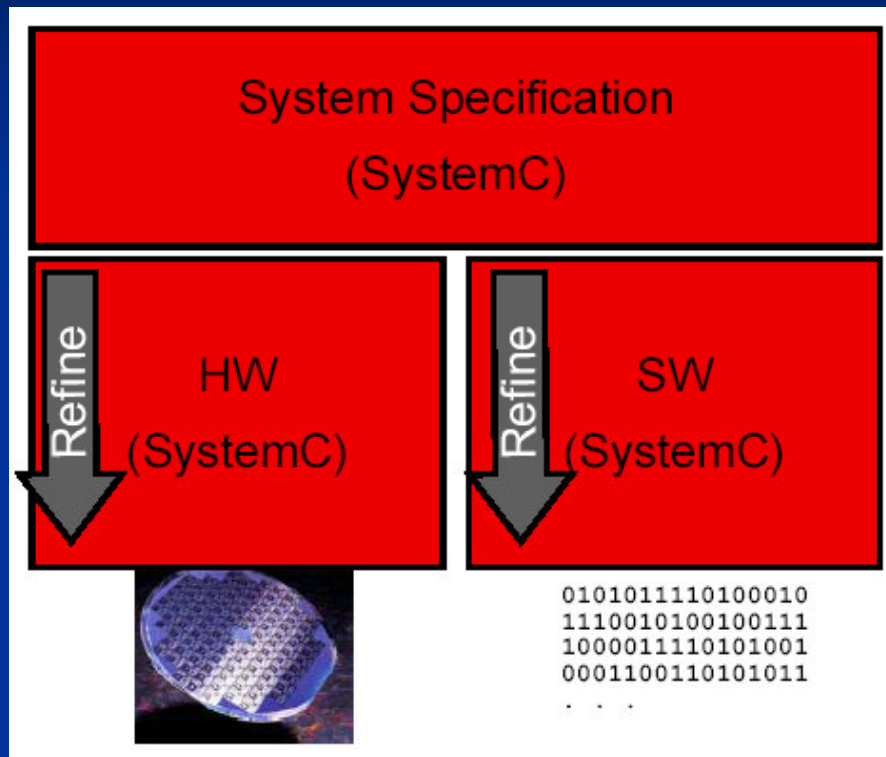 System Specification
(SystemC)
Refine
HW
(SystemC)
Refine
SW
(SystemC)
0101011110100010
1110010100100111
1000011110101001
0001100110101011
. . .